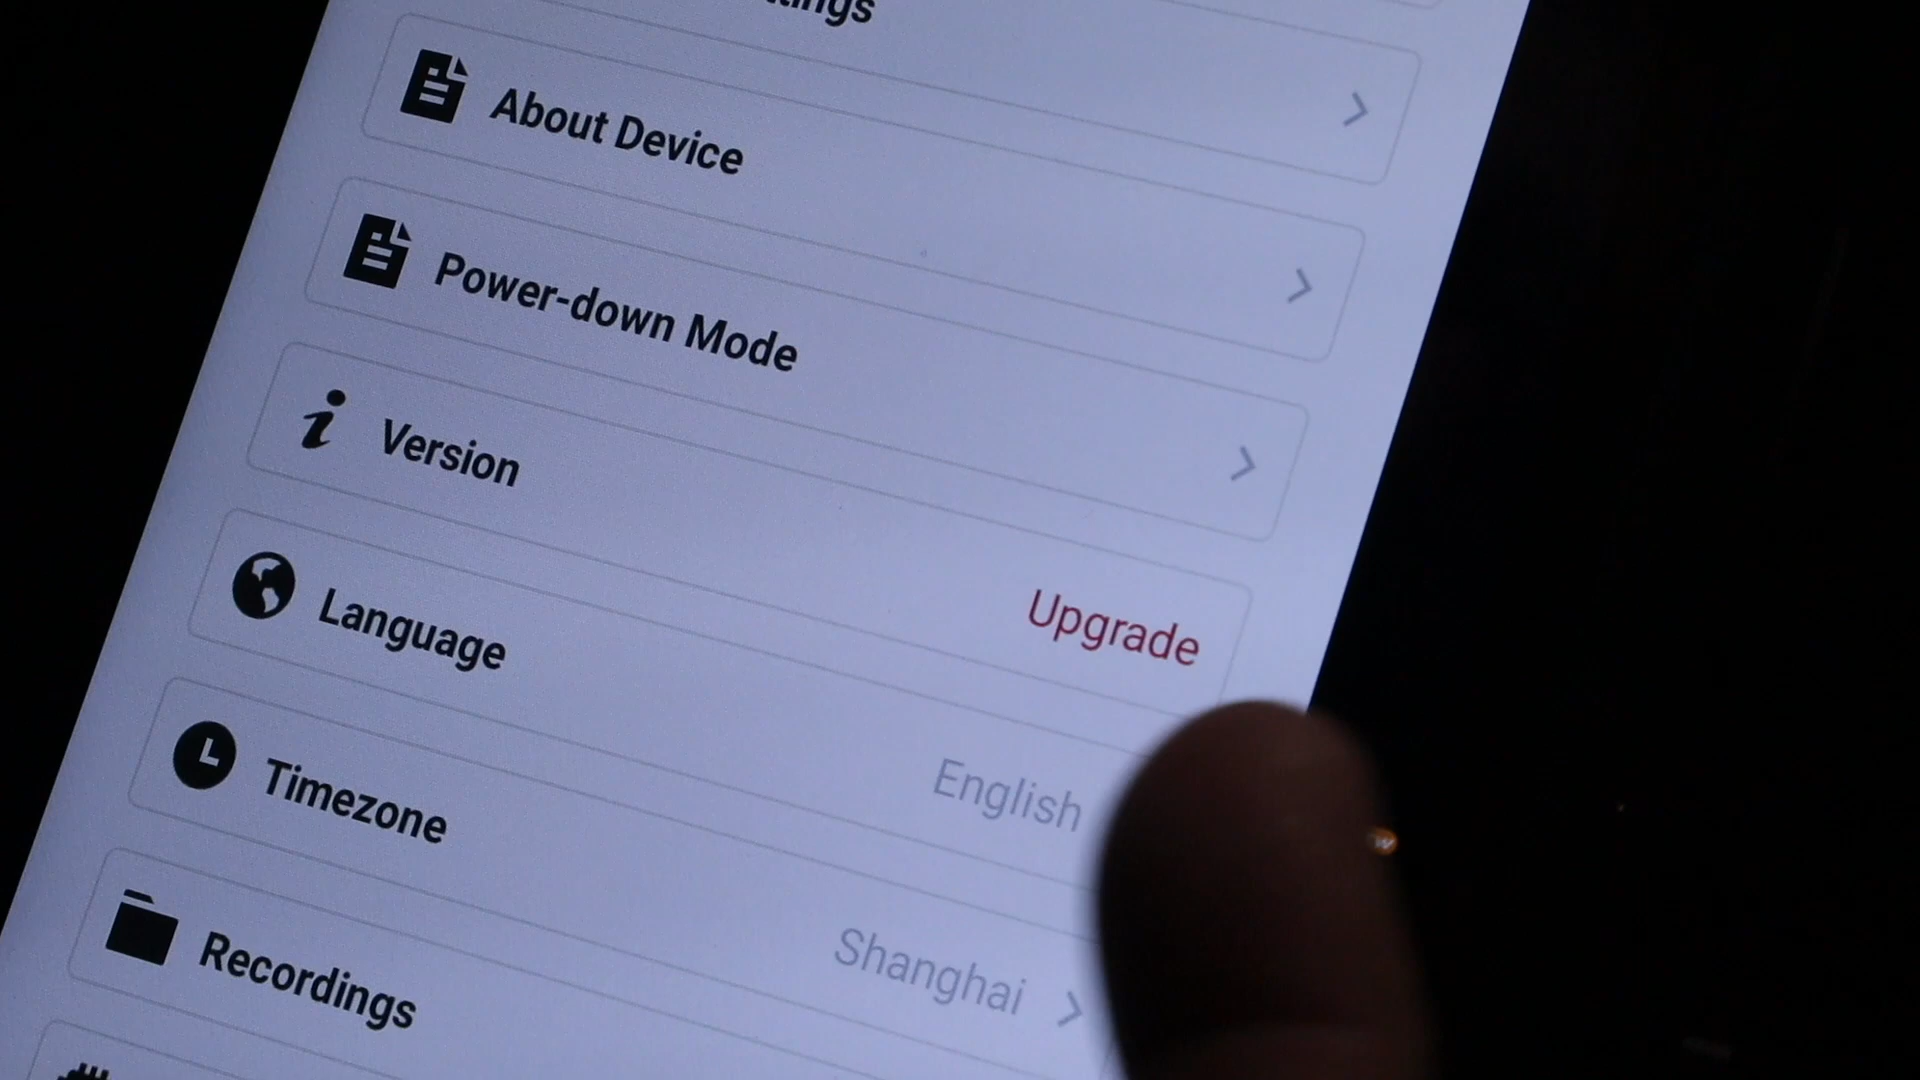 About Device
Power-down Mode
Version
Upgrade
Language
English
Timezone
Shanghai
Recordings